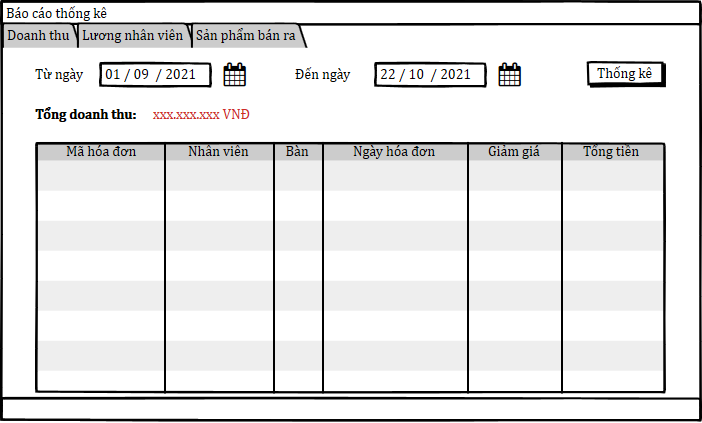 Báo cáo thống kê
Doanh thu Lương nhân viên Sản phẩm bán ra
Từ ngày 01 / 09 / 2021 Đến ngày 22 / 10 / 2021 Thống kê
Tổng doanh thu: xxx.xxx.xxx VNĐ
Mã hóa đơn Nhân viên Bàn Ngày hóa đơn Giảm giá Tổng tiền